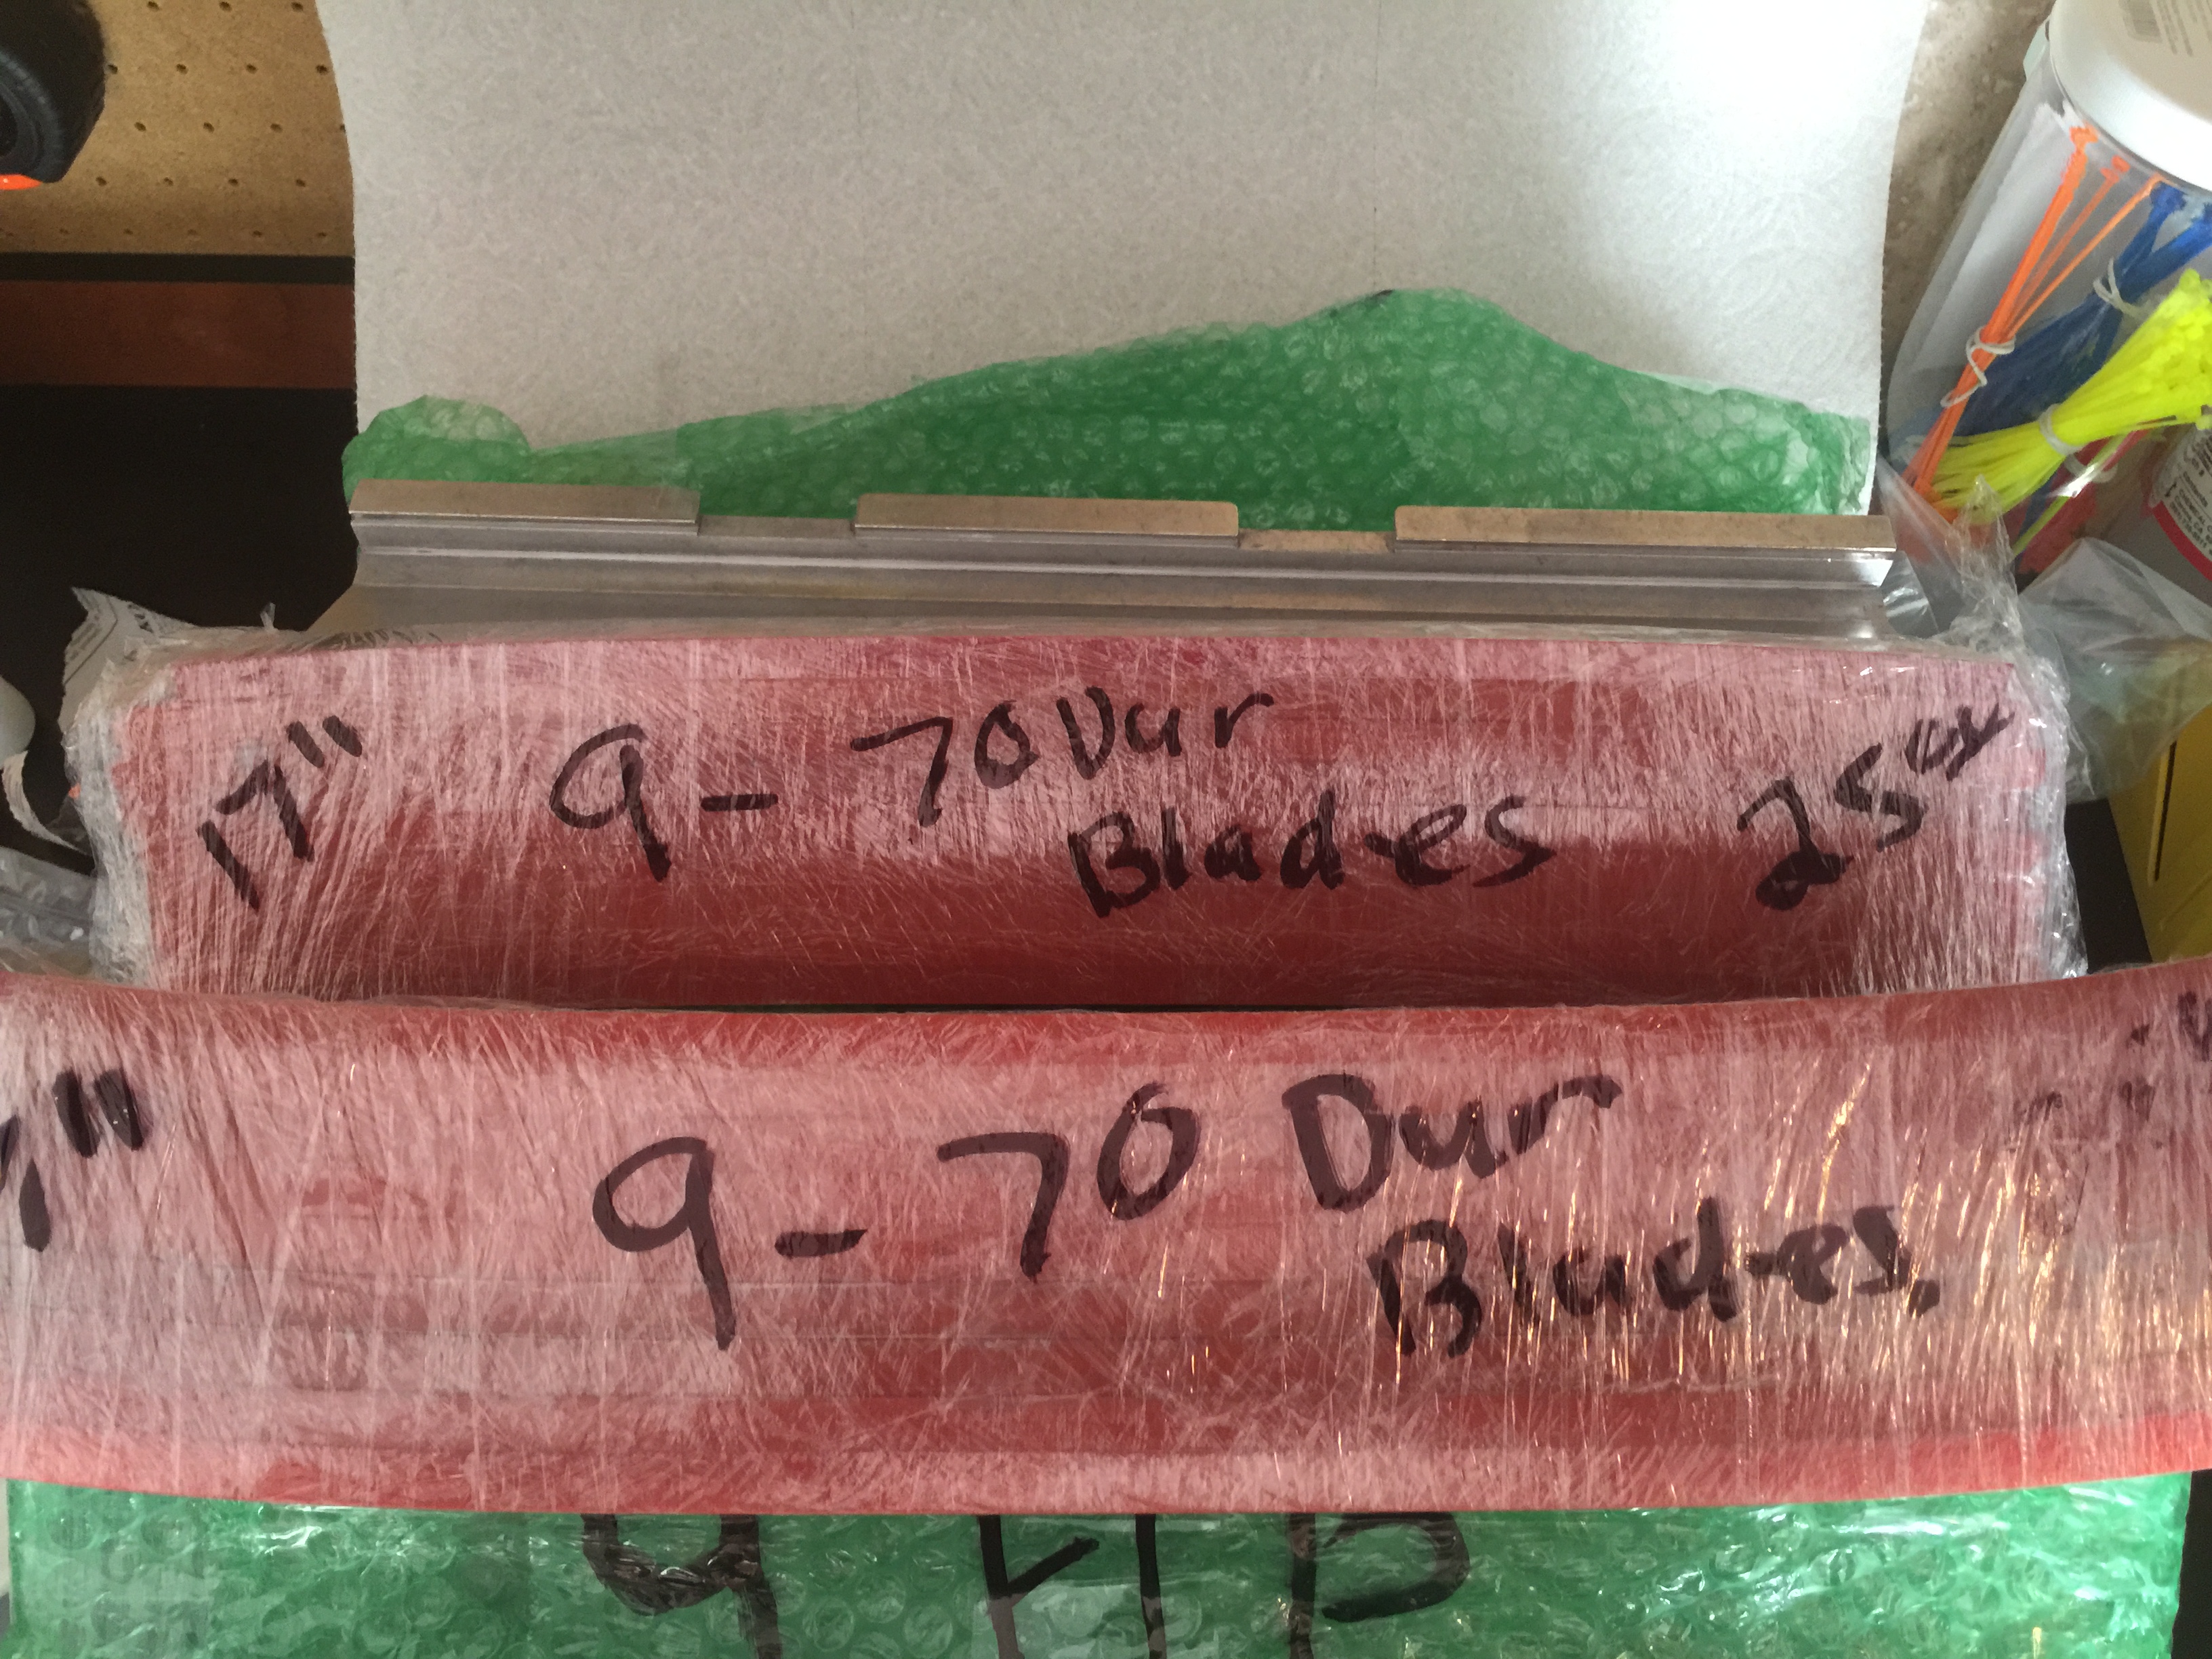 17" 9- 70 Dur 25"
Blades
" 9- 70 Dur
Blades.